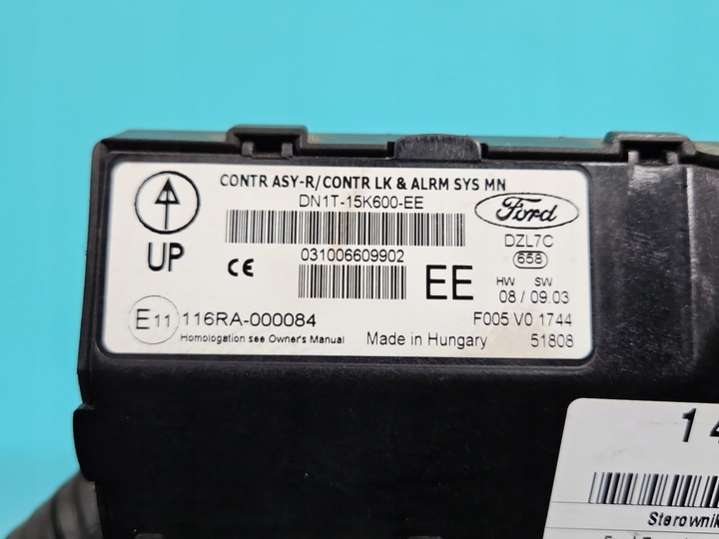 CONTR ASY-R/CONTR LK & ALRM SYS MN
DN1T-15K600-EE
Ford
UP
CE
031006609902
EE
DZL7C
658
HW SW
08 / 09.03
E11 116RA-000084
F005 V0 1744
Homologation see Owner's Manual
Made in Hungary
51808
14
Sterownik